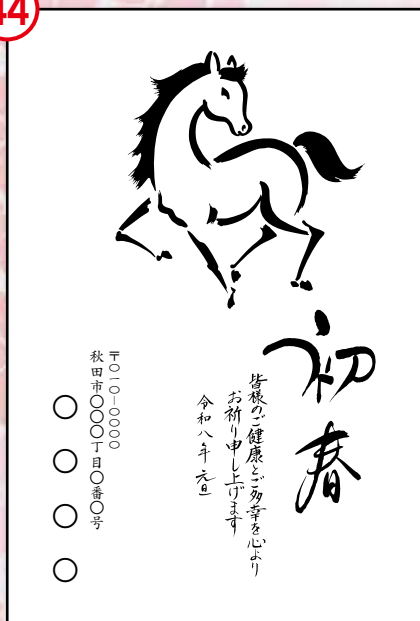 44
初春
皆様のご健康とご多幸を心より
お祈り申し上げます
令和八年 元旦
〒〇一〇－〇〇〇〇
秋田市〇〇〇丁目〇番〇号
〇〇〇〇